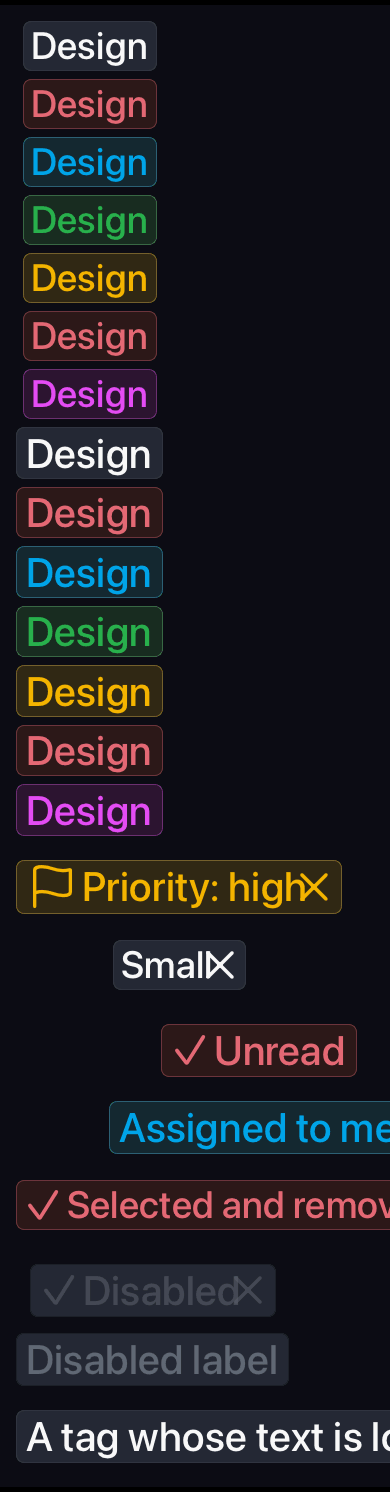 Design
Design
Design
Design
Design
Design
Design
Design
Design
Design
Design
Design
Design
Design
Priority: high
Small
Unread
Assigned to me
Selected and remov
Disabled
Disabled label
A tag whose text is lo